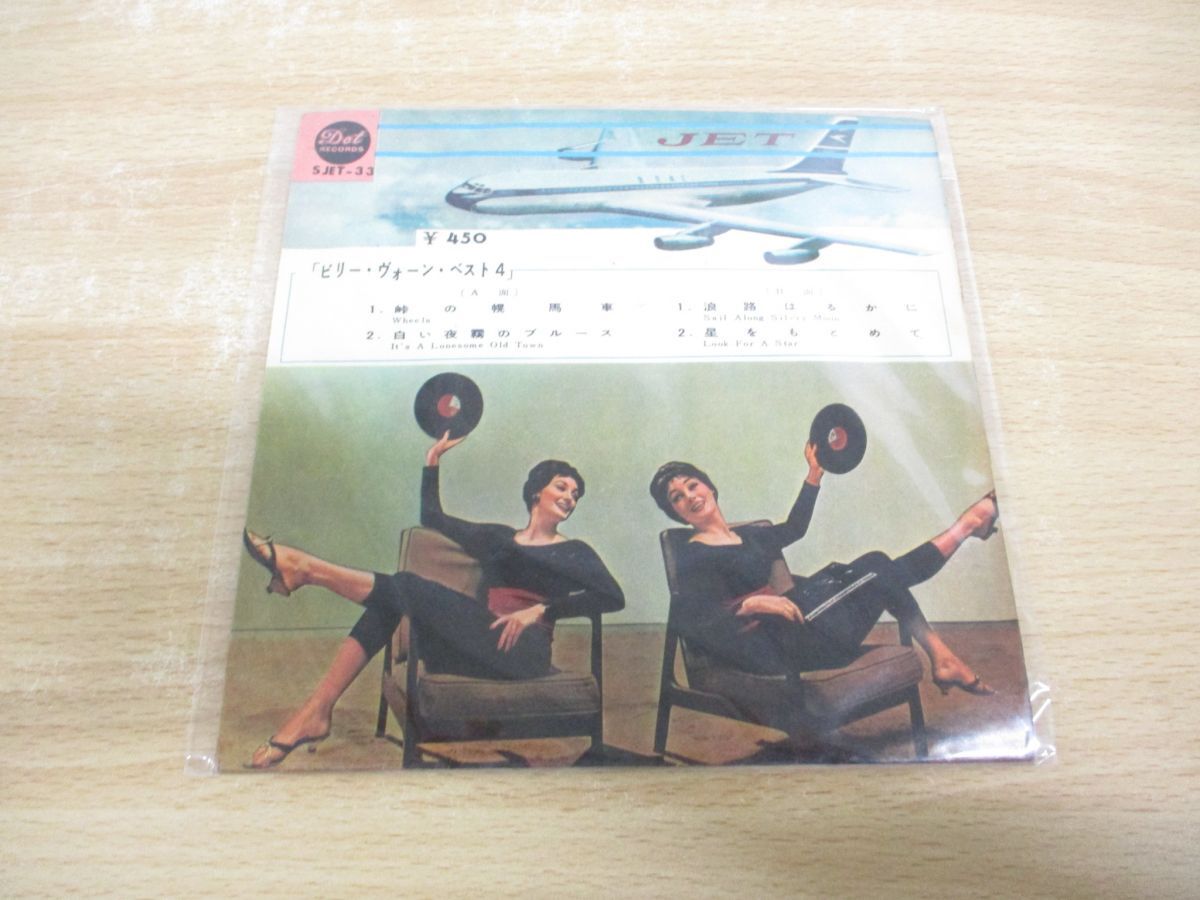 Dot
RECORDS
SJET-33
JET
BOAC
¥ 450
「ビリー・ヴォーン・ベスト4」
(A 面)
1. 峠の幌馬車
Wheels
2. 白い夜霧のブルース
It's A Lonesome Old Town
(B 面)
1. 浪路はるかに
Sail Along Silv'ry Moon
2. 星をもとめて
Look For A Star